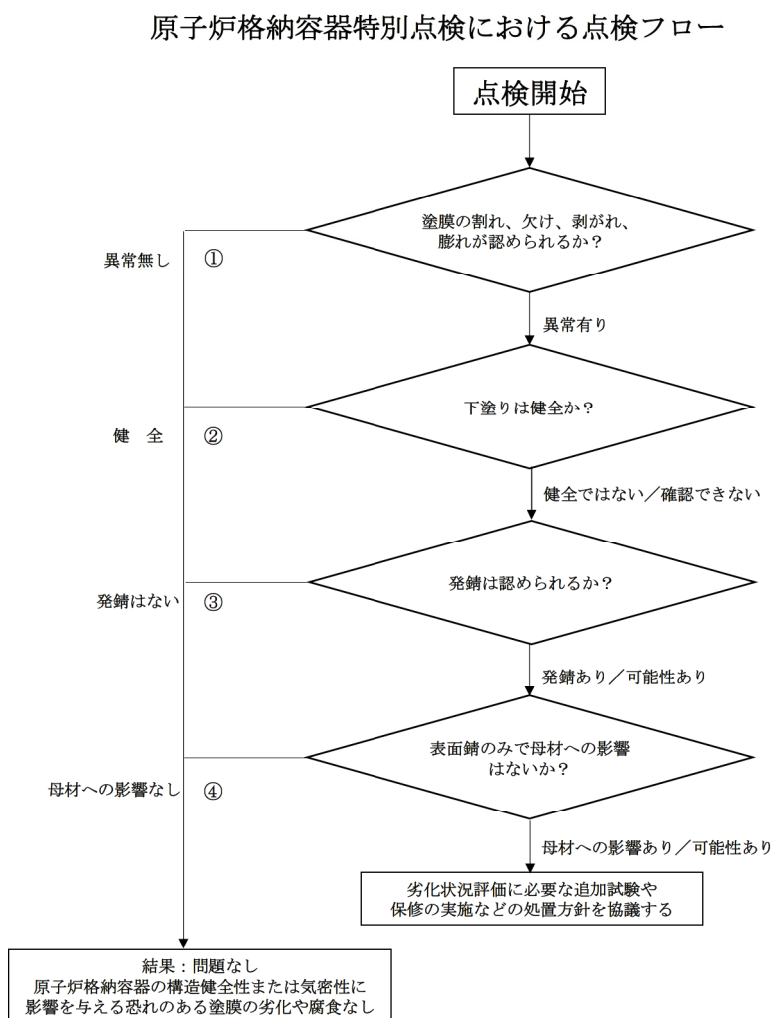 原子炉格納容器特別点検における点検フロー
点検開始
塗膜の割れ、欠け、剥がれ、
膨れが認められるか？
異常無し
①
異常有り
下塗りは健全か？
健　全
②
健全ではない／確認できない
発錆は認められるか？
発錆はない
③
発錆あり／可能性あり
表面錆のみで母材への影響
はないか？
母材への影響なし
④
母材への影響あり／可能性あり
劣化状況評価に必要な追加試験や
保修の実施などの処置方針を協議する
結果：問題なし
原子炉格納容器の構造健全性または気密性に
影響を与える恐れのある塗膜の劣化や腐食なし